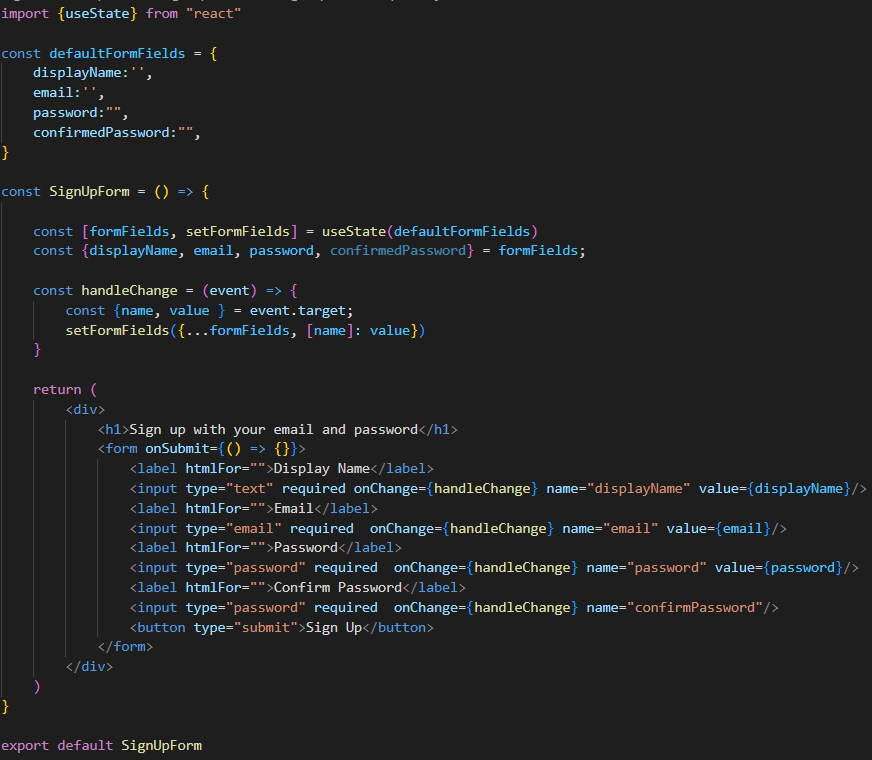 import {useState} from "react"
const defaultFormFields = {
displayName:'',
email:'',
password:"",
confirmedPassword:"",
}
const SignUpForm = () => {
const [formFields, setFormFields] = useState(defaultFormFields)
const {displayName, email, password, confirmedPassword} = formFields;
const handleChange = (event) => {
const {name, value } = event.target;
setFormFields({...formFields, [name]: value})
}
return (
<div>
<h1>Sign up with your email and password</h1>
<form onSubmit={() => {}}>
<label htmlFor="">Display Name</label>
<input type="text" required onChange={handleChange} name="displayName" value={displayName}/>
<label htmlFor="">Email</label>
<input type="email" required  onChange={handleChange} name="email" value={email}/>
<label htmlFor="">Password</label>
<input type="password" required  onChange={handleChange} name="password" value={password}/>
<label htmlFor="">Confirm Password</label>
<input type="password" required  onChange={handleChange} name="confirmPassword"/>
<button type="submit">Sign Up</button>
</form>
</div>
)
}
export default SignUpForm